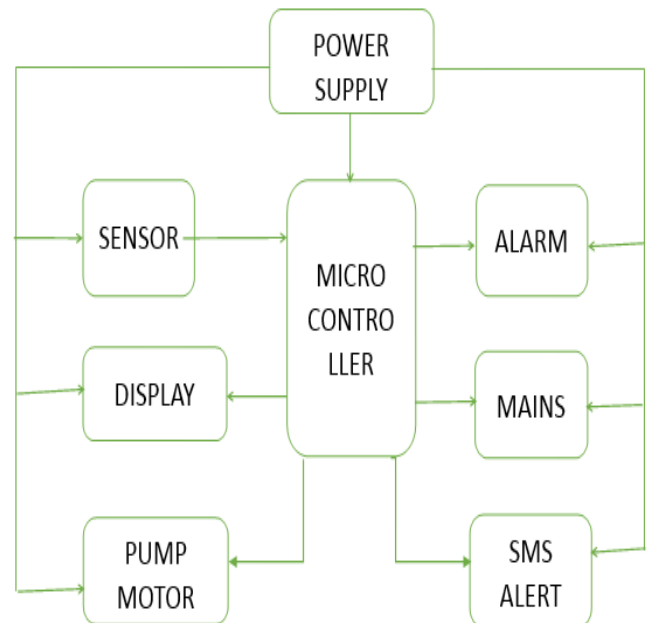 POWER
SUPPLY
SENSOR
MICRO
CONTRO
LLER
ALARM
DISPLAY
MAINS
PUMP
MOTOR
SMS
ALERT